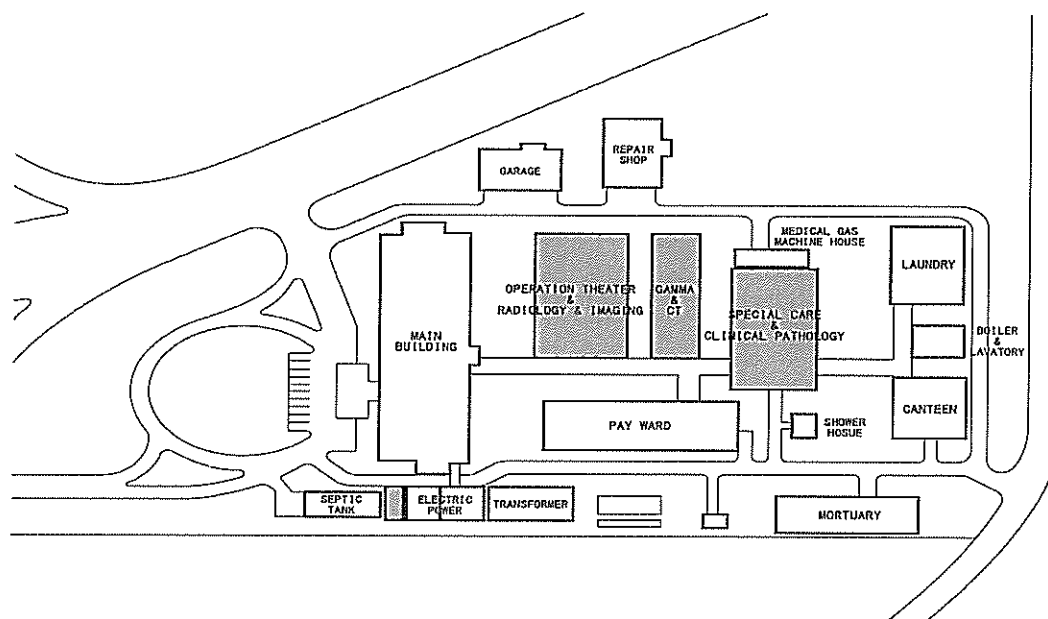 REPAIR
SHOP
GARAGE
MEDICAL GAS
MACHINE HOUSE
LAUNDRY
OPERATION THEATER
&
RADIOLOGY & IMAGING
GAMMA
&
CT
SPECIAL CARE
&
CLINICAL PATHOLOGY
MAIN
BUILDING
BOILER
&
LAVATORY
CANTEEN
PAY WARD
SHOWER
HOSUE
SEPTIC
TANK
ELECTRIC
POWER
TRANSFORMER
MORTUARY